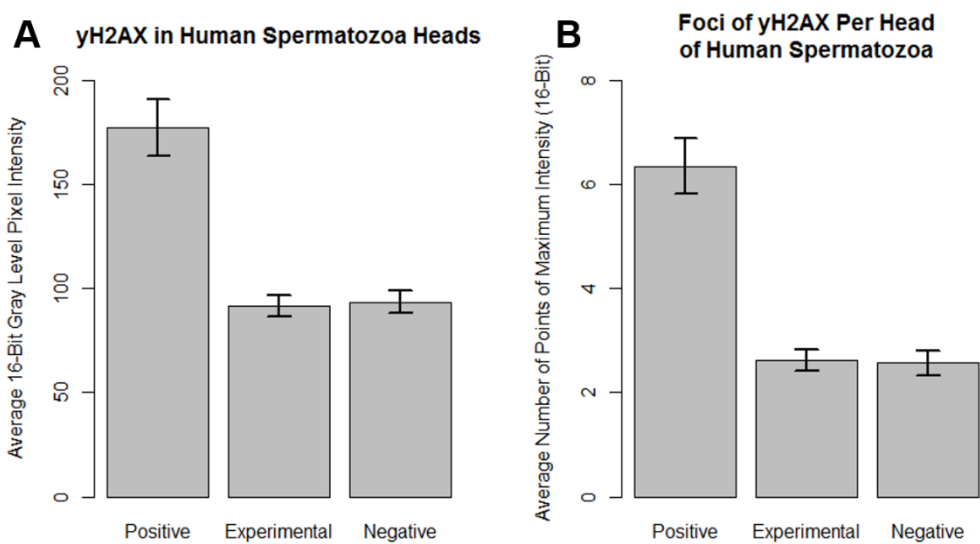 A
yH2AX in Human Spermatozoa Heads
Average 16-Bit Gray Level Pixel Intensity
200
150
100
50
0
Positive
Experimental
Negative
B
Foci of yH2AX Per Head
of Human Spermatozoa
Average Number of Points of Maximum Intensity (16-Bit)
8
6
4
2
0
Positive
Experimental
Negative